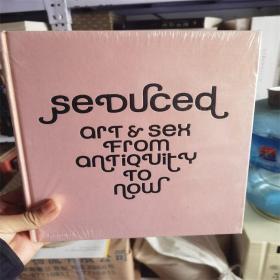 seduced
art & sex
from
antiquity
to
now